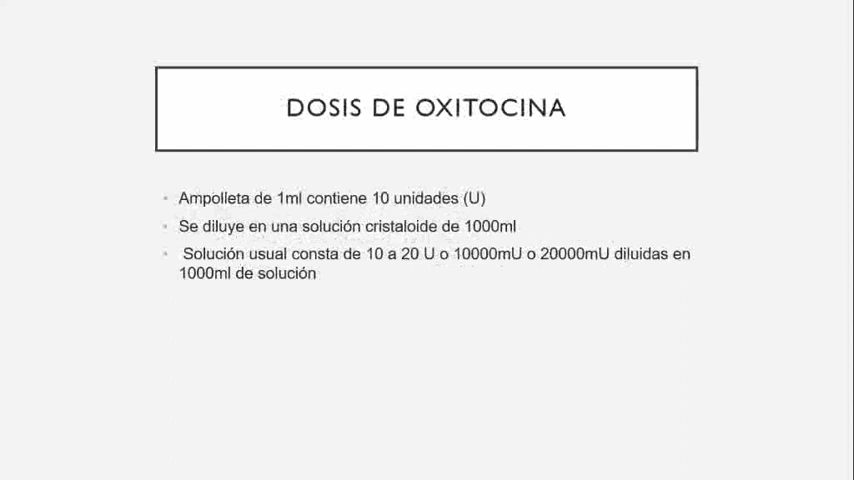 DOSIS DE OXITOCINA
Ampolleta de 1ml contiene 10 unidades (U)
Se diluye en una solución cristaloide de 1000ml
Solución usual consta de 10 a 20 U o 10000mU o 20000mU diluidas en
1000ml de solución